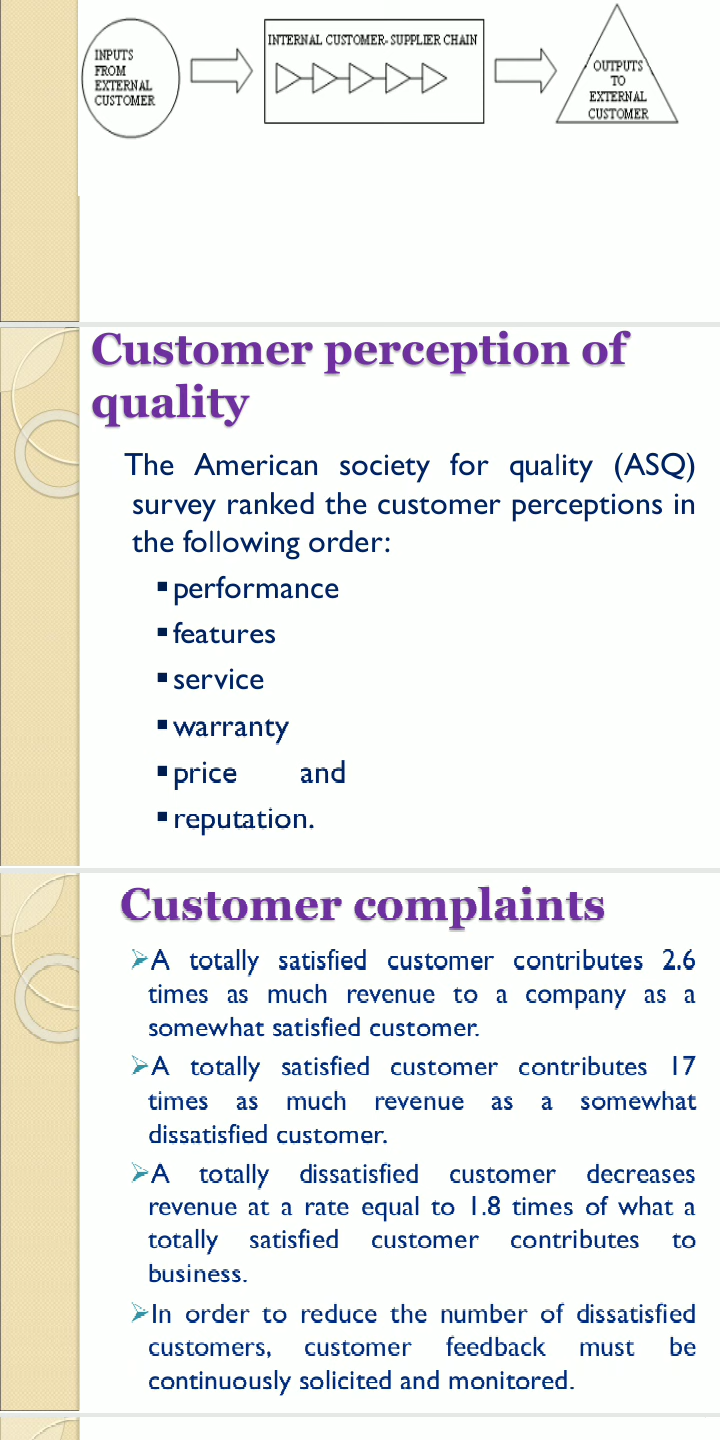 INPUTS
FROM
EXTERNAL
CUSTOMER
INTERNAL CUSTOMER- SUPPLIER CHAIN
OUTPUTS
TO
EXTERNAL
CUSTOMER
Customer perception of
quality
The American society for quality (ASQ)
survey ranked the customer perceptions in
the following order:
▪performance
▪features
▪service
▪warranty
▪price and
▪reputation.
Customer complaints
➢A totally satisfied customer contributes 2.6
times as much revenue to a company as a
somewhat satisfied customer.
➢A totally satisfied customer contributes 17
times as much revenue as a somewhat
dissatisfied customer.
➢A totally dissatisfied customer decreases
revenue at a rate equal to 1.8 times of what a
totally satisfied customer contributes to
business.
➢In order to reduce the number of dissatisfied
customers, customer feedback must be
continuously solicited and monitored.